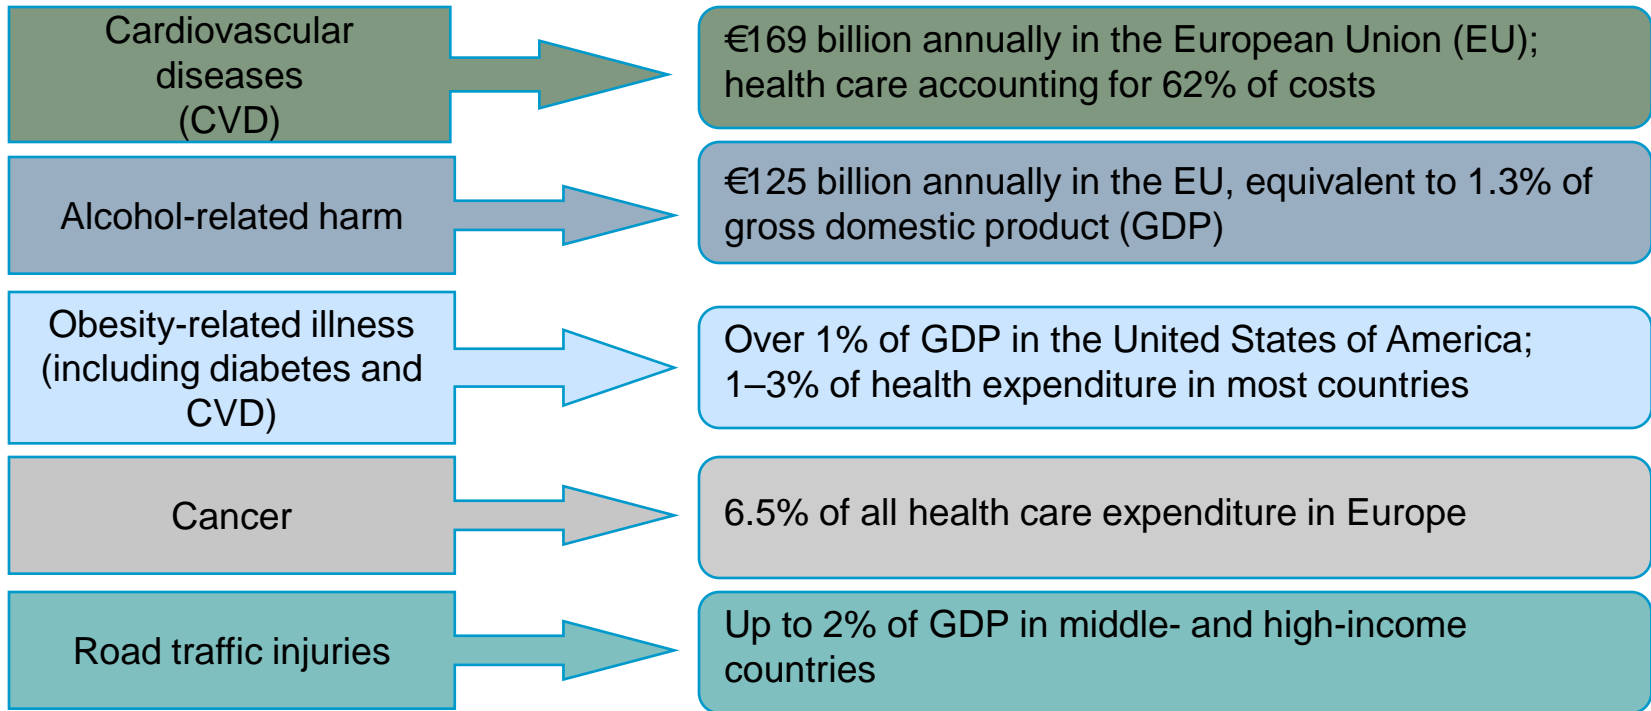 Cardiovascular
diseases
(CVD)
€169 billion annually in the European Union (EU);
health care accounting for 62% of costs
Alcohol-related harm
€125 billion annually in the EU, equivalent to 1.3% of
gross domestic product (GDP)
Obesity-related illness
(including diabetes and
CVD)
Over 1% of GDP in the United States of America;
1–3% of health expenditure in most countries
Cancer
6.5% of all health care expenditure in Europe
Road traffic injuries
Up to 2% of GDP in middle- and high-income
countries